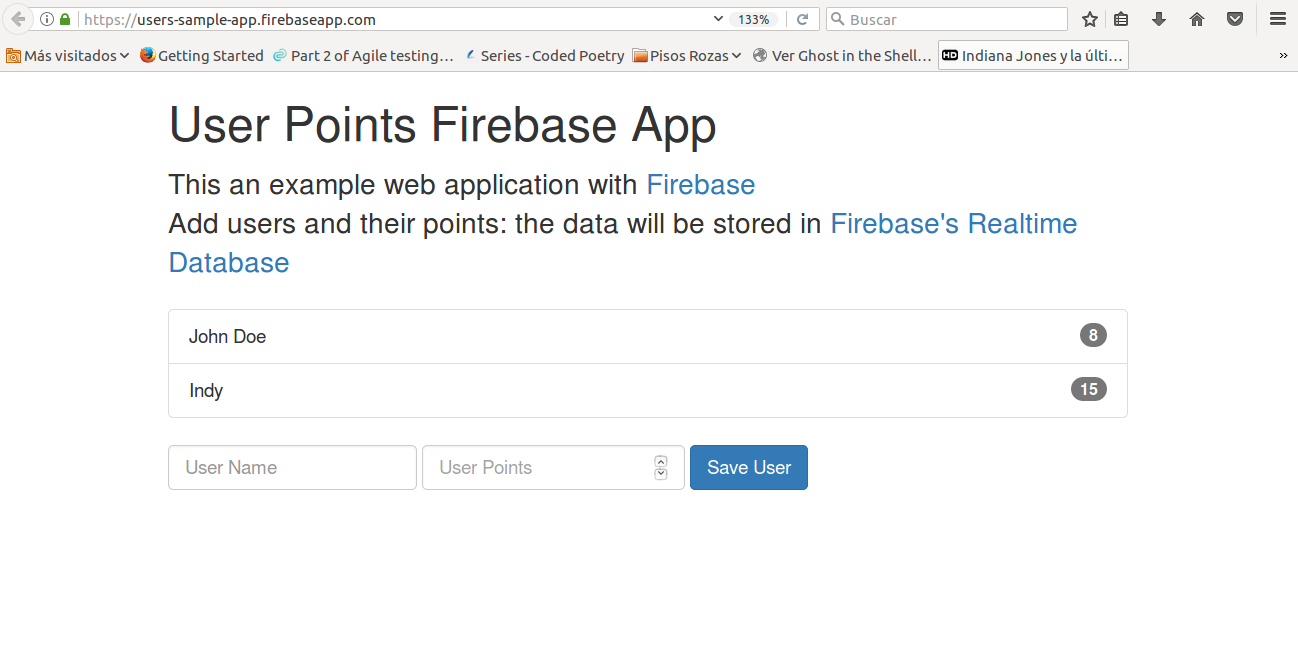 https://users-sample-app.firebaseapp.com 133% Buscar
Más visitados Getting Started Part 2 of Agile testing... Series - Coded Poetry Pisos Rozas Ver Ghost in the Shell... HD Indiana Jones y la últi... »
User Points Firebase App
This an example web application with Firebase
Add users and their points: the data will be stored in Firebase's Realtime
Database
John Doe 8
Indy 15
User Name User Points Save User